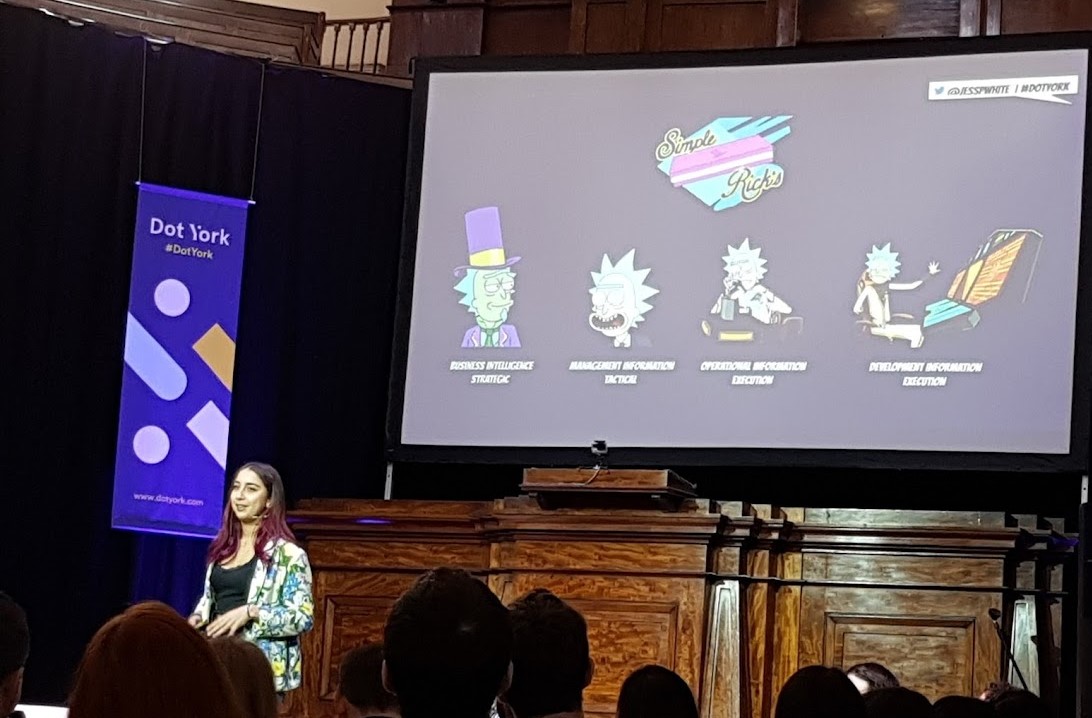 @JESSPWHITE | #DOTYORK
Simple
Rick's
Dot York
#DotYork
BUSINESS INTELLIGENCE
STRATEGIC
MANAGEMENT INFORMATION
TACTICAL
OPERATIONAL INFORMATION
EXECUTION
DEVELOPMENT INFORMATION
EXECUTION
www.dotyork.com